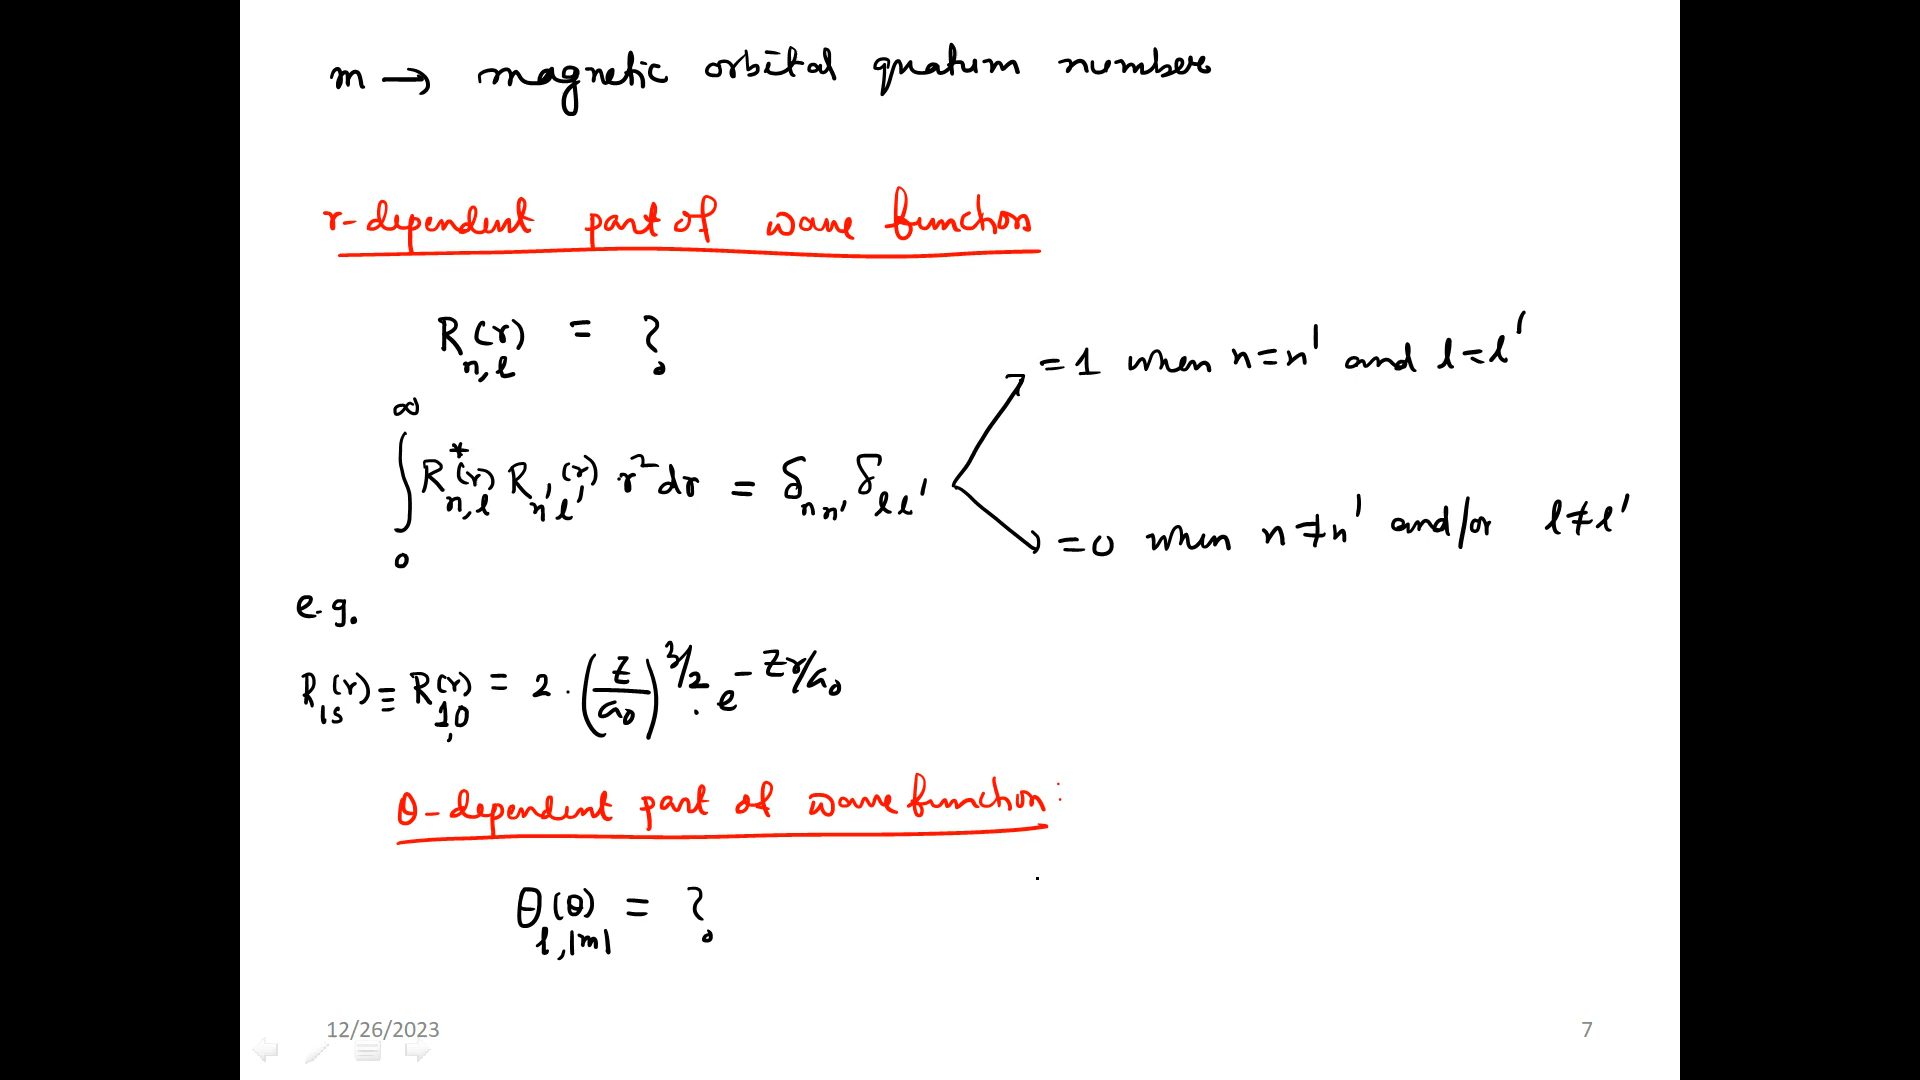 m → magnetic orbital quatum number
r-dependent part of wave function
R_{n,l}(r) = ?
∫_0^∞ R*_{n,l}(r) R_{n'l'}(r) r² dr = δ_{nn'} δ_{ll'}
= 1 when n = n' and l = l'
= 0 when n ≠ n' and/or l ≠ l'
e.g.
R_{1s}(r) ≡ R_{1,0}(r) = 2 · (Z/a₀)^{3/2} · e^{-Zr/a₀}
θ-dependent part of wave function:
Θ_{l,|m|}(θ) = ?
12/26/2023
7